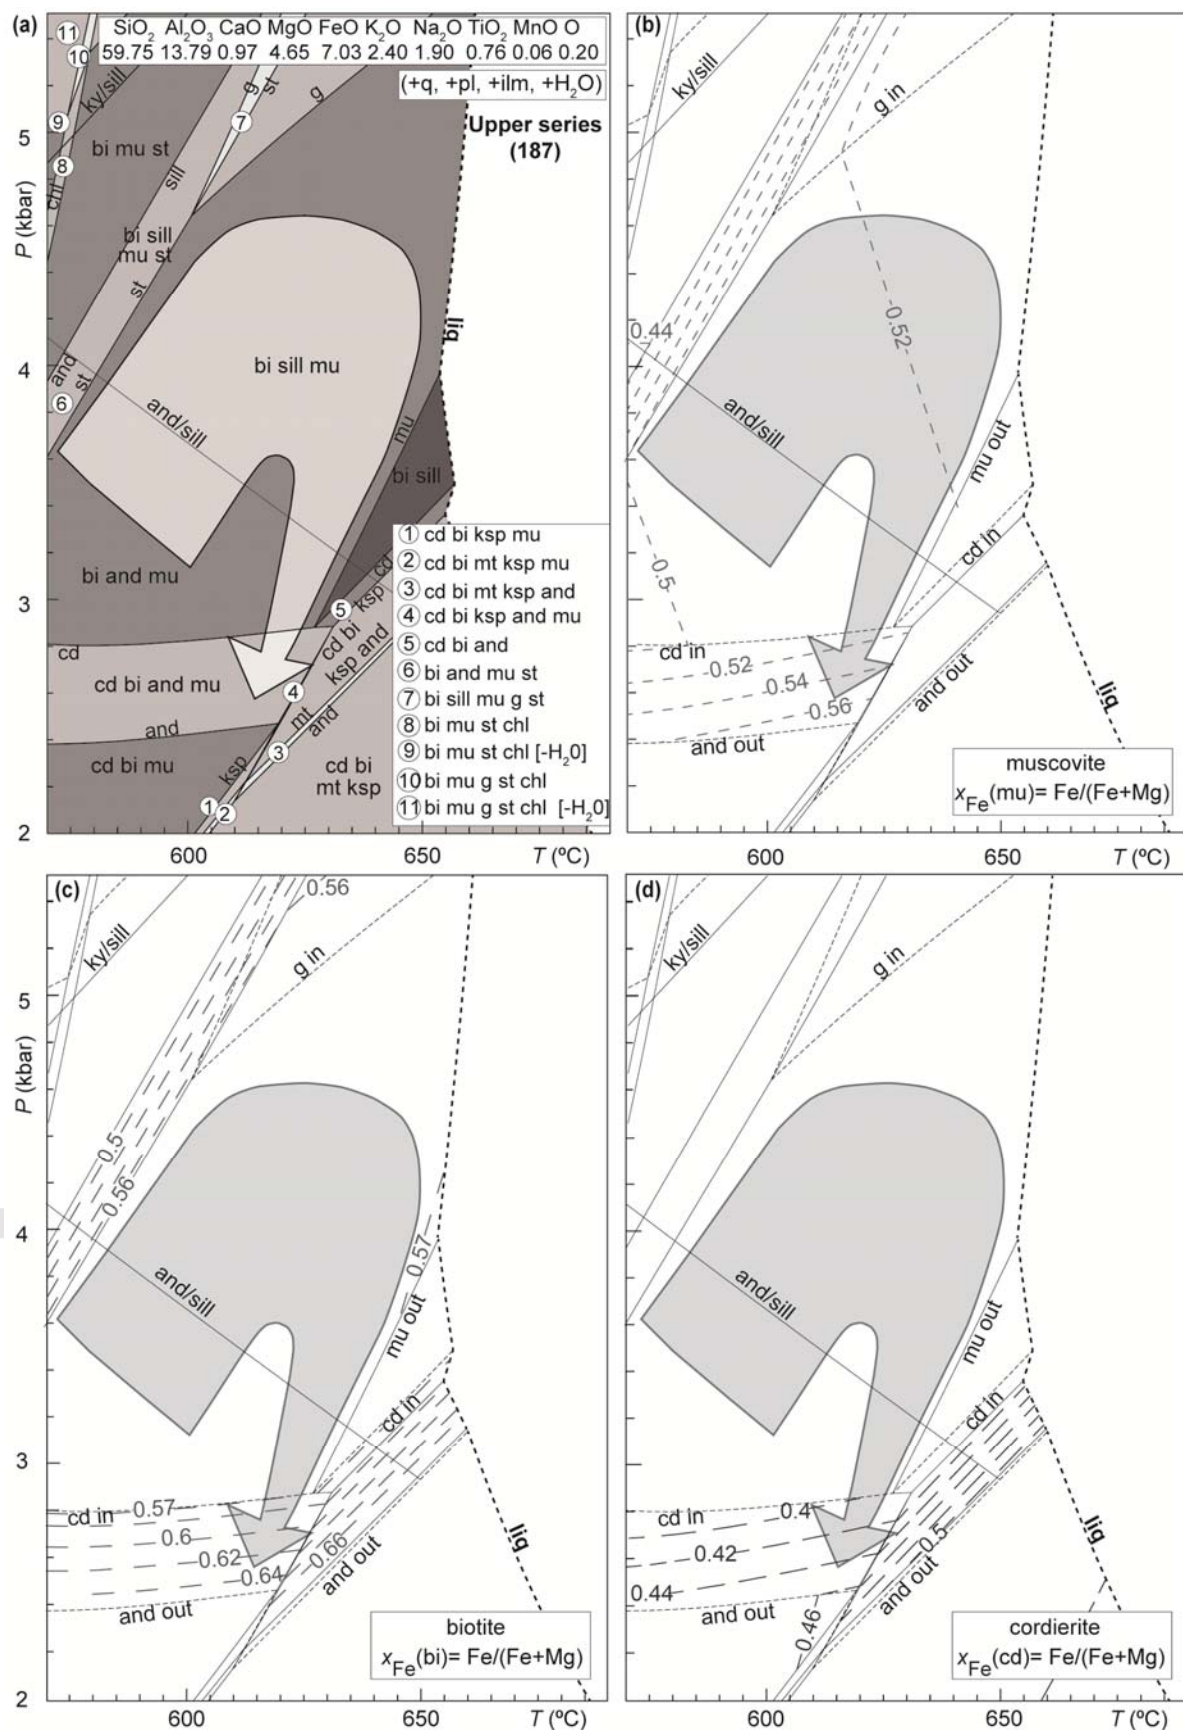 (a)
SiO₂ Al₂O₃ CaO MgO FeO K₂O Na₂O TiO₂ MnO O
59.75 13.79 0.97 4.65 7.03 2.40 1.90 0.76 0.06 0.20
(+q, +pl, +ilm, +H₂O)
Upper series
(187)
11
10
ky/sill
9
8
chl
bi mu st
g
st
7
g
sill
bi sill
mu st
st
and
st
6
bi sill mu
liq
and/sill
mu
bi sill
bi and mu
cd
ksp
5
cd bi
ksp and
cd
cd bi and mu
4
mt
and
and
3
cd bi mu
ksp
cd bi
mt ksp
1
2
1 cd bi ksp mu
2 cd bi mt ksp mu
3 cd bi mt ksp and
4 cd bi ksp and mu
5 cd bi and
6 bi and mu st
7 bi sill mu g st
8 bi mu st chl
9 bi mu st chl [-H₂0]
10 bi mu g st chl
11 bi mu g st chl [-H₂0]
5
P (kbar)
4
3
2
600 650 T (ºC)
(b)
ky/sill
g in
0.44
0.52
and/sill
mu out
0.5
cd in
cd in
0.52
0.54
0.56
and out
and out
liq
muscovite
xFe(mu)= Fe/(Fe+Mg)
600 650 T (ºC)
(c)
0.56
ky/sill
g in
0.5
0.56
and/sill
0.57
mu out
cd in
cd in
0.57
0.6
0.62
0.64
0.66
and out
and out
liq
biotite
xFe(bi)= Fe/(Fe+Mg)
5
P (kbar)
4
3
2
600 650 T (ºC)
(d)
ky/sill
g in
and/sill
mu out
cd in
cd in
0.4
0.42
0.44
0.5
and out
and out
0.46
liq
cordierite
xFe(cd)= Fe/(Fe+Mg)
600 650 T (ºC)